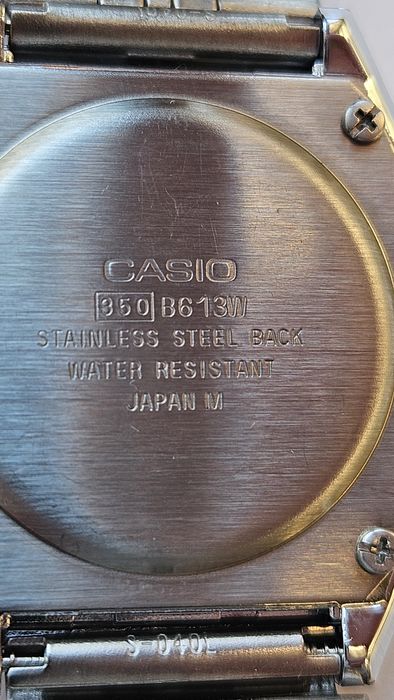 CASIO
350 B613W
STAINLESS STEEL BACK
WATER RESISTANT
JAPAN M
S-040L